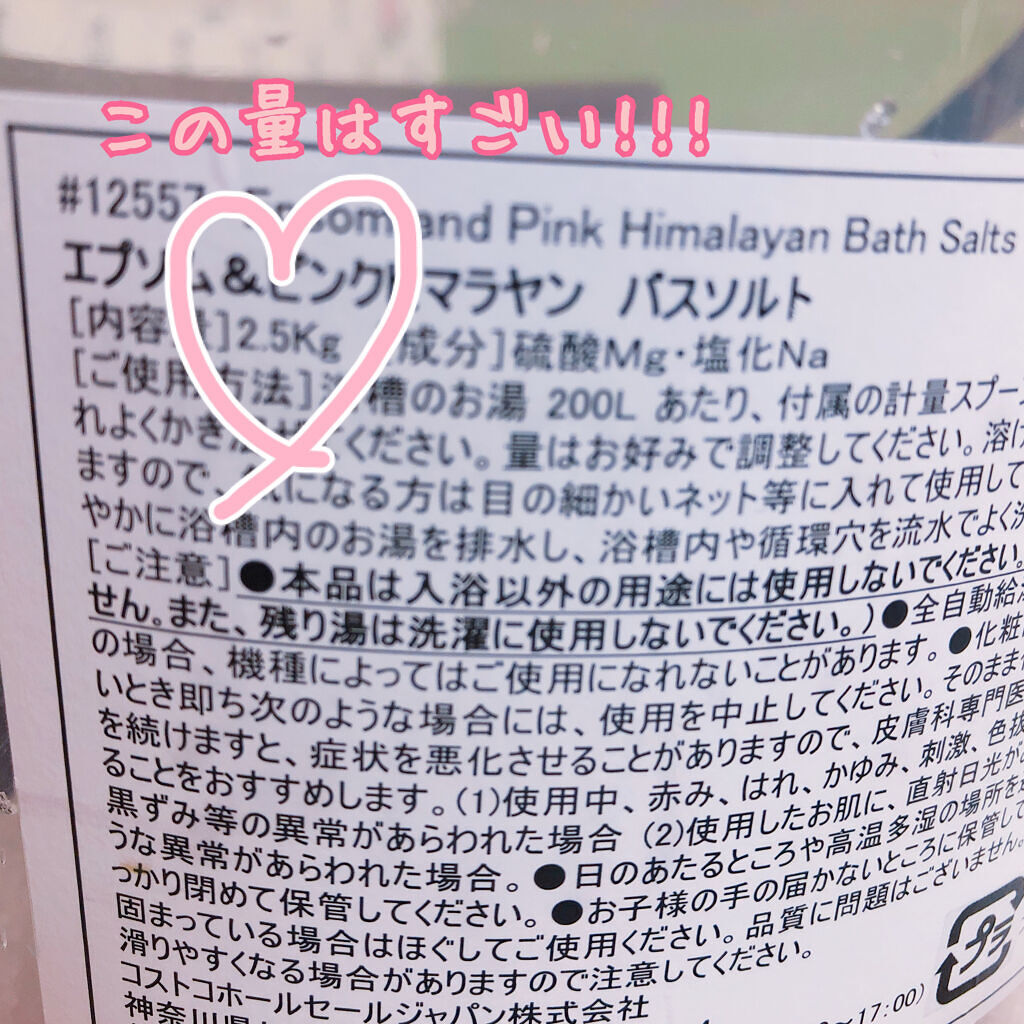 この量はすごい!!!
#12557 and Pink Himalayan Bath Salts
エプソム&ピンクヒマラヤン バスソルト
[内容量]2.5Kg [成分]硫酸Mg・塩化Na
[ご使用方法]浴槽のお湯 200L あたり、付属の計量スプー
れよくかき ください。量はお好みで調整してください。溶け
ますので、気になる方は目の細かいネット等に入れて使用して
やかに浴槽内のお湯を排水し、浴槽内や循環穴を流水でよく洗
[ご注意]●本品は入浴以外の用途には使用しないでください。
せん。また、残り湯は洗濯に使用しないでください。)●全自動給湯
の場合、機種によってはご使用になれないことがあります。●化粧
いとき即ち次のような場合には、使用を中止してください。そのまま
を続けますと、症状を悪化させることがありますので、皮膚科専門医
ることをおすすめします。(1)使用中、赤み、はれ、かゆみ、刺激、色抜
黒ずみ等の異常があらわれた場合 (2)使用したお肌に、直射日光が
うな異常があらわれた場合。●日のあたるところや高温多湿の場所を
っかり閉めて保管してください。●お子様の手の届かないところに保管して
固まっている場合はほぐしてご使用ください。品質に問題はございません。
滑りやすくなる場合がありますので注意してください。
コストコホールセールジャパン株式会社
神奈川県
～17:00)
プラ